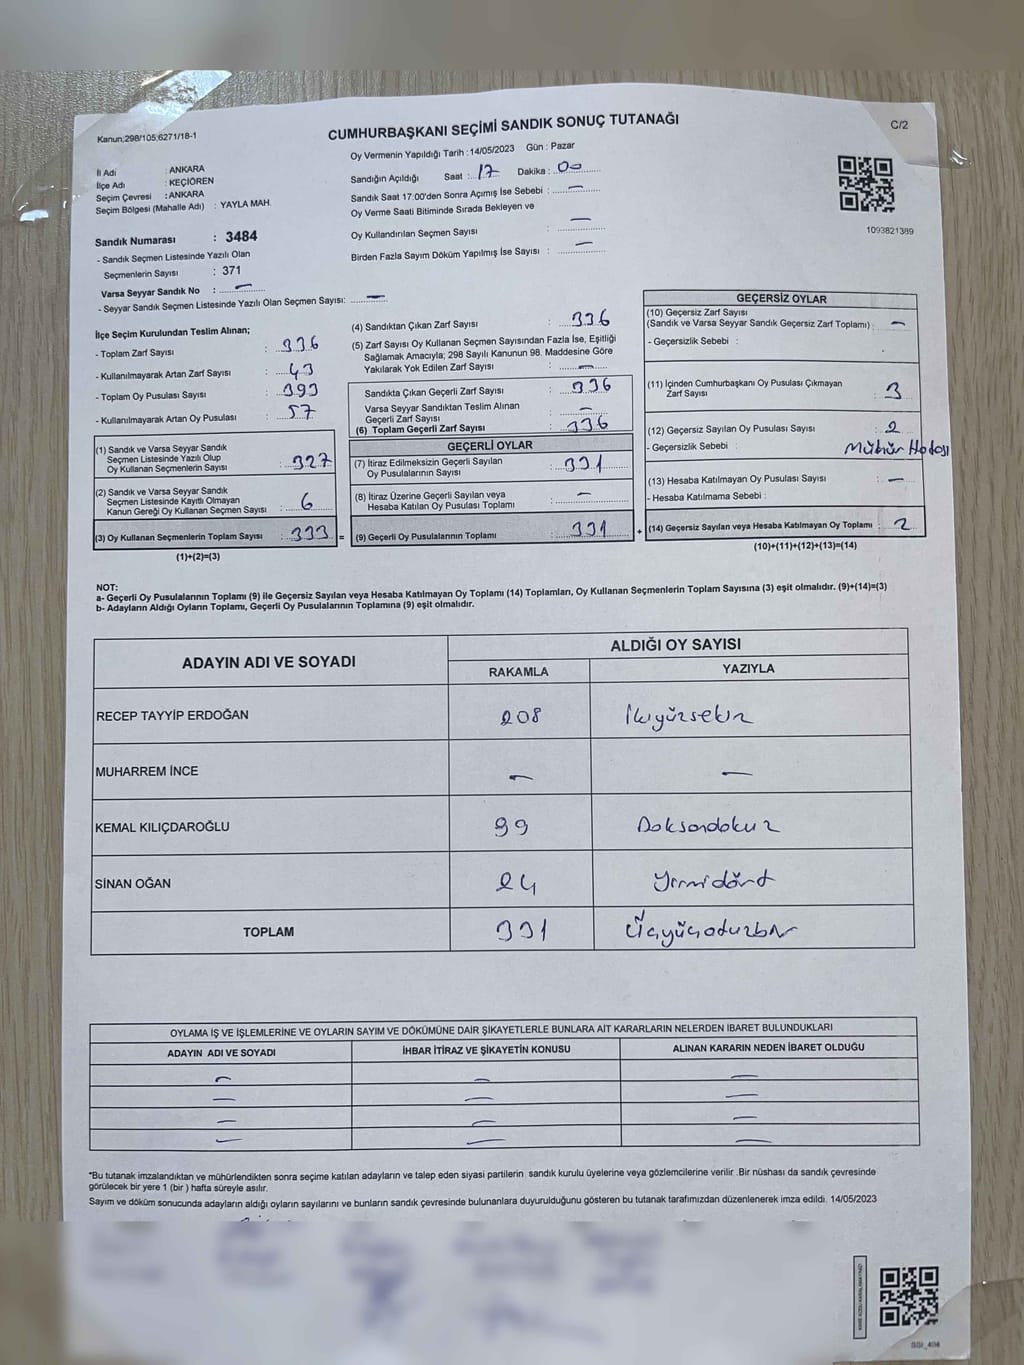 Kanun;298/105;6271/18-1
CUMHURBAŞKANI SEÇİMİ SANDIK SONUÇ TUTANAĞI
C/2
İl Adı : ANKARA
İlçe Adı : KEÇİÖREN
Seçim Çevresi : ANKARA
Seçim Bölgesi (Mahalle Adı) : YAYLA MAH.
Oy Vermenin Yapıldığı Tarih : 14/05/2023 Gün : Pazar
Sandığın Açıldığı Saat : 17 Dakika : 00
Sandık Saat 17:00'den Sonra Açımış İse Sebebi : —
Oy Verme Saati Bitiminde Sırada Bekleyen ve
Oy Kullandırılan Seçmen Sayısı : —
Birden Fazla Sayım Döküm Yapılmış İse Sayısı : —
1093821389
Sandık Numarası : 3484
- Sandık Seçmen Listesinde Yazılı Olan
Seçmenlerin Sayısı : 371
Varsa Seyyar Sandık No : —
- Seyyar Sandık Seçmen Listesinde Yazılı Olan Seçmen Sayısı: —
İlçe Seçim Kurulundan Teslim Alınan;
- Toplam Zarf Sayısı : 336
- Kullanılmayarak Artan Zarf Sayısı : 43
- Toplam Oy Pusulası Sayısı : 393
- Kullanılmayarak Artan Oy Pusulası : 57
(1) Sandık ve Varsa Seyyar Sandık
Seçmen Listesinde Yazılı Olup
Oy Kullanan Seçmenlerin Sayısı : 327
(2) Sandık ve Varsa Seyyar Sandık
Seçmen Listesinde Kayıtlı Olmayan
Kanun Gereği Oy Kullanan Seçmen Sayısı : 6
(3) Oy Kullanan Seçmenlerin Toplam Sayısı : 333 =
(1)+(2)=(3)
(4) Sandıktan Çıkan Zarf Sayısı : 336
(5) Zarf Sayısı Oy Kullanan Seçmen Sayısından Fazla İse, Eşitliği
Sağlamak Amacıyla; 298 Sayılı Kanunun 98. Maddesine Göre
Yakılarak Yok Edilen Zarf Sayısı : —
Sandıkta Çıkan Geçerli Zarf Sayısı : 336
Varsa Seyyar Sandıktan Teslim Alınan
Geçerli Zarf Sayısı : —
(6) Toplam Geçerli Zarf Sayısı : 336
GEÇERLİ OYLAR
(7) İtiraz Edilmeksizin Geçerli Sayılan
Oy Pusulalarının Sayısı : 331
(8) İtiraz Üzerine Geçerli Sayılan veya
Hesaba Katılan Oy Pusulası Toplamı : —
(9) Geçerli Oy Pusulalarının Toplamı : 331 +
GEÇERSİZ OYLAR
(10) Geçersiz Zarf Sayısı
(Sandık ve Varsa Seyyar Sandık Geçersiz Zarf Toplamı) : —
- Geçersizlik Sebebi :
(11) İçinden Cumhurbaşkanı Oy Pusulası Çıkmayan
Zarf Sayısı : 3
(12) Geçersiz Sayılan Oy Pusulası Sayısı : 2
- Geçersizlik Sebebi : Mühür Hatası
(13) Hesaba Katılmayan Oy Pusulası Sayısı : —
- Hesaba Katılmama Sebebi :
(14) Geçersiz Sayılan veya Hesaba Katılmayan Oy Toplamı : 2
(10)+(11)+(12)+(13)=(14)
NOT:
a- Geçerli Oy Pusulalarının Toplamı (9) ile Geçersiz Sayılan veya Hesaba Katılmayan Oy Toplamı (14) Toplamları, Oy Kullanan Seçmenlerin Toplam Sayısına (3) eşit olmalıdır. (9)+(14)=(3)
b- Adayların Aldığı Oyların Toplamı, Geçerli Oy Pusulalarının Toplamına (9) eşit olmalıdır.
ADAYIN ADI VE SOYADI
ALDIĞI OY SAYISI
RAKAMLA YAZIYLA
RECEP TAYYİP ERDOĞAN 208 İkiyüzsekiz
MUHARREM İNCE — —
KEMAL KILIÇDAROĞLU 99 Doksandokuz
SİNAN OĞAN 24 Yirmidört
TOPLAM 331 Üçyüzotuzbir
OYLAMA İŞ VE İŞLEMLERİNE VE OYLARIN SAYIM VE DÖKÜMÜNE DAİR ŞİKAYETLERLE BUNLARA AİT KARARLARIN NELERDEN İBARET BULUNDUKLARI
ADAYIN ADI VE SOYADI İHBAR İTİRAZ VE ŞİKAYETİN KONUSU ALINAN KARARIN NEDEN İBARET OLDUĞU
— — —
— — —
— — —
— — —
*Bu tutanak imzalandıktan ve mühürlendikten sonra seçime katılan adayların ve talep eden siyasi partilerin sandık kurulu üyelerine veya gözlemcilerine verilir .Bir nüshası da sandık çevresinde
görülecek bir yere 1 (bir ) hafta süreyle asılır.
Sayım ve döküm sonucunda adayların aldığı oyların sayılarını ve bunların sandık çevresinde bulunanlara duyurulduğunu gösteren bu tutanak tarafımızdan düzenlenerek imza edildi. 14/05/2023